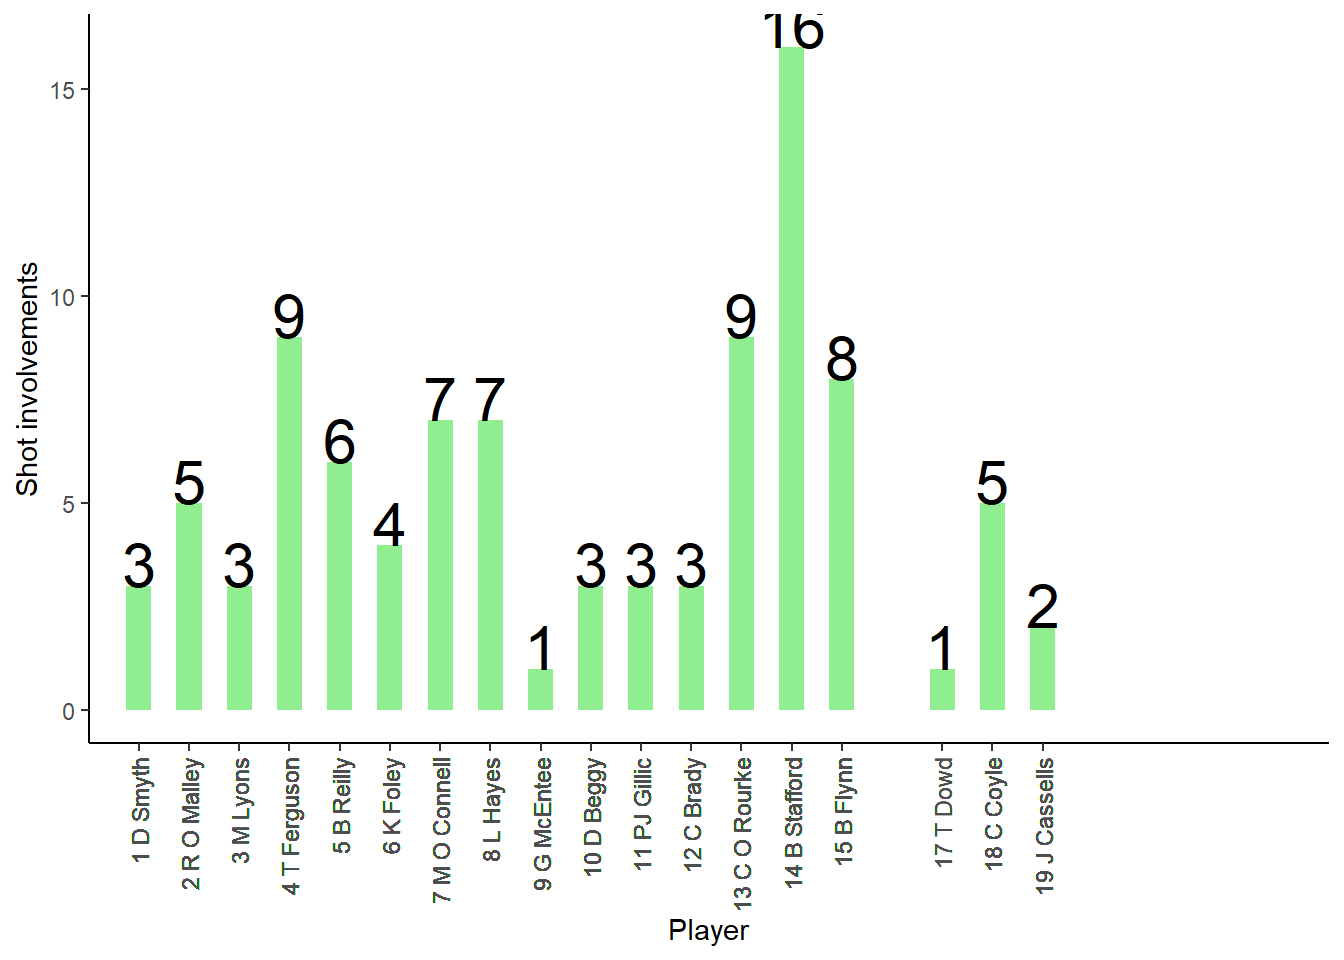 Shot involvements
15
10
5
0
3
5
3
9
6
4
7
7
1
3
3
3
9
16
8
1
5
2
1 D Smyth
2 R O Malley
3 M Lyons
4 T Ferguson
5 B Reilly
6 K Foley
7 M O Connell
8 L Hayes
9 G McEntee
10 D Beggy
11 PJ Gillic
12 C Brady
13 C O Rourke
14 B Stafford
15 B Flynn
17 T Dowd
18 C Coyle
19 J Cassells
Player